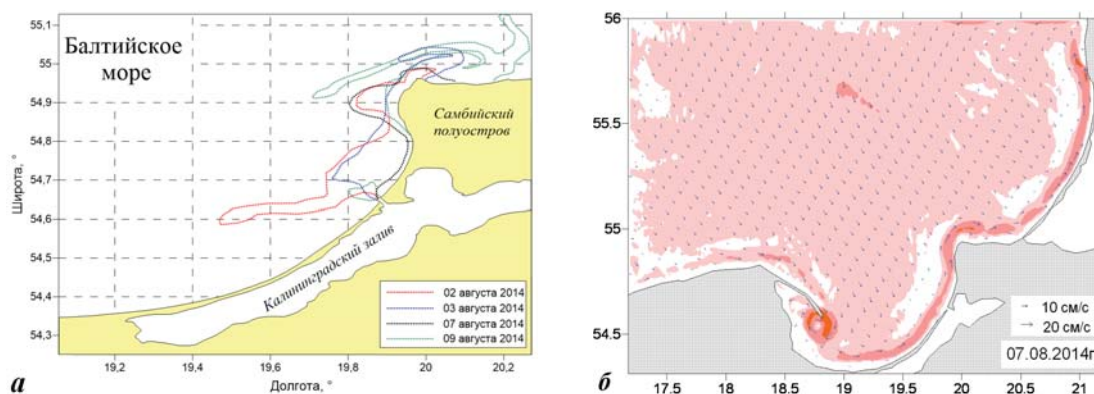 55,1
55
54,9
54,8
54,7
54,6
54,5
54,4
54,3
Широта, °
Балтийское
море
Самбийский
полуостров
Калининградский залив
02 августа 2014
03 августа 2014
07 августа 2014
09 августа 2014
19,2
19,4
19,6
19,8
20
20,2
Долгота, °
а
56
55.5
55
54.5
10 см/с
20 см/с
07.08.2014г
17.5
18
18.5
19
19.5
20
20.5
21
б